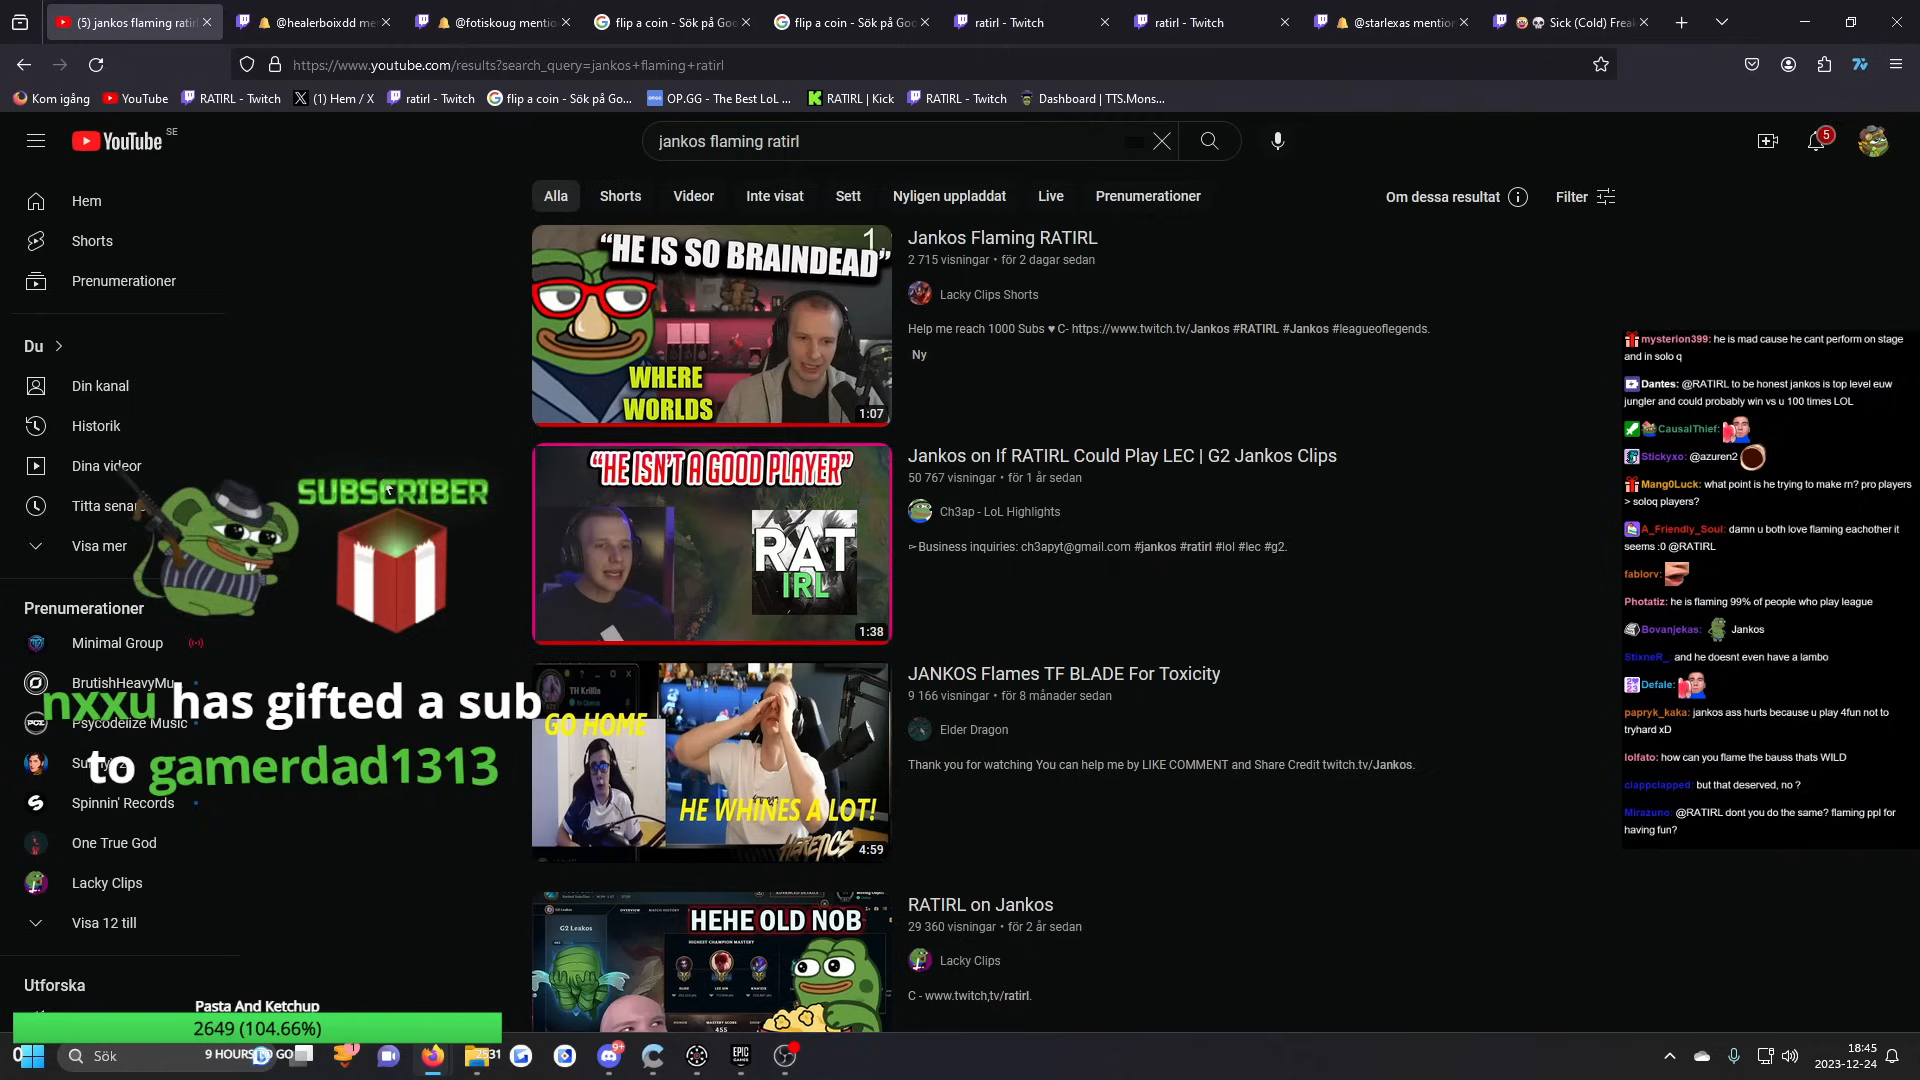 (5) jankos flaming ratirl
@healerboixdd me
@fotiskoug mentio
flip a coin - Sök på Goo
flip a coin - Sök på Goo
ratirl - Twitch
ratirl - Twitch
@starlexas mention
Sick (Cold) Freak
https://www.youtube.com/results?search_query=jankos+flaming+ratirl
Kom igång
YouTube
RATIRL - Twitch
(1) Hem / X
ratirl - Twitch
flip a coin - Sök på Go...
OP.GG - The Best LoL ...
RATIRL | Kick
RATIRL - Twitch
Dashboard | TTS.Mons...
YouTube SE
jankos flaming ratirl
5
Alla
Shorts
Videor
Inte visat
Sett
Nyligen uppladdat
Live
Prenumerationer
Om dessa resultat
Filter
Hem
Shorts
Prenumerationer
Du
Din kanal
Historik
Dina videor
Titta senar
Visa mer
Prenumerationer
Minimal Group
BrutishHeavyMu
Psycodelize Music
Spinnin' Records
One True God
Lacky Clips
Visa 12 till
Utforska
SUBSCRIBER
nxxu has gifted a sub
to gamerdad1313
Pasta And Ketchup
2649 (104.66%)
9 HOURS TO GO
2531
"HE IS SO BRAINDEAD"
1.
WHERE
WORLDS
1:07
Jankos Flaming RATIRL
2 715 visningar • för 2 dagar sedan
Lacky Clips Shorts
Help me reach 1000 Subs ♥ C- https://www.twitch.tv/Jankos #RATIRL #Jankos #leagueoflegends.
Ny
"HE ISN'T A GOOD PLAYER"
RAT
IRL
1:38
Jankos on If RATIRL Could Play LEC | G2 Jankos Clips
50 767 visningar • för 1 år sedan
Ch3ap - LoL Highlights
➢Business inquiries: ch3apyt@gmail.com #jankos #ratirl #lol #lec #g2.
GO HOME
HE WHINES A LOT!
HERETICS
4:59
JANKOS Flames TF BLADE For Toxicity
9 166 visningar • för 8 månader sedan
Elder Dragon
Thank you for watching You can help me by LIKE COMMENT and Share Credit twitch.tv/Jankos.
HEHE OLD NOB
G2 Leakos
RATIRL on Jankos
29 360 visningar • för 2 år sedan
Lacky Clips
C - www.twitch,tv/ratirl.
mysterion399: he is mad cause he cant perform on stage
and in solo q
Dantes: @RATIRL to be honest jankos is top level euw
jungler and could probably win vs u 100 times LOL
CausalThief:
Stickyxo: @azuren2
Mang0Luck: what point is he trying to make rn? pro players
> soloq players?
A_Friendly_Soul: damn u both love flaming eachother it
seems :0 @RATIRL
fablorv:
Photatiz: he is flaming 99% of people who play league
Bovanjekas: Jankos
StixneR_: and he doesnt even have a lambo
Defale:
papryk_kaka: jankos ass hurts because u play 4fun not to
tryhard xD
lolfato: how can you flame the bauss thats WILD
clappclapped: but that deserved, no ?
Mirazuno: @RATIRL dont you do the same? flaming ppl for
having fun?
Sök
9+
EPIC
GAMES
18:45
2023-12-24